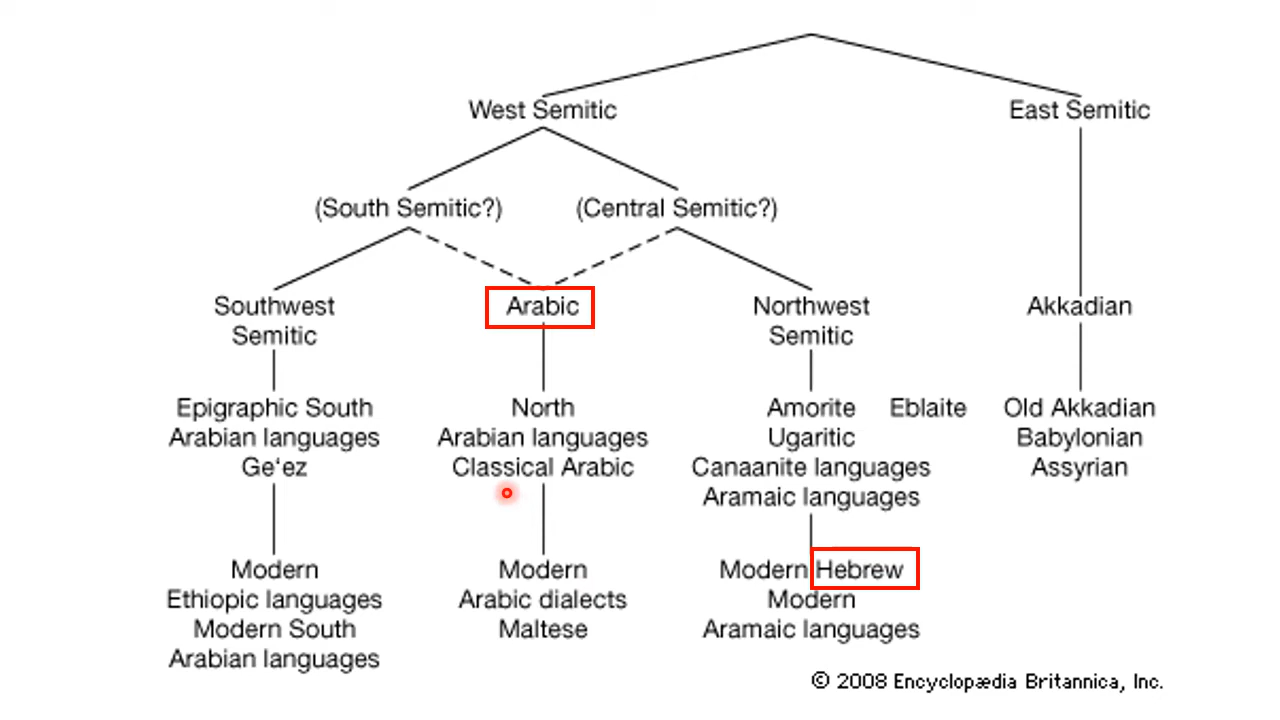 West Semitic
East Semitic
(South Semitic?)
(Central Semitic?)
Southwest
Semitic
Arabic
Northwest
Semitic
Akkadian
Epigraphic South
Arabian languages
Geʻez
North
Arabian languages
Classical Arabic
Amorite
Ugaritic
Canaanite languages
Aramaic languages
Eblaite
Old Akkadian
Babylonian
Assyrian
Modern
Ethiopic languages
Modern South
Arabian languages
Modern
Arabic dialects
Maltese
Modern Hebrew
Modern
Aramaic languages
© 2008 Encyclopædia Britannica, Inc.